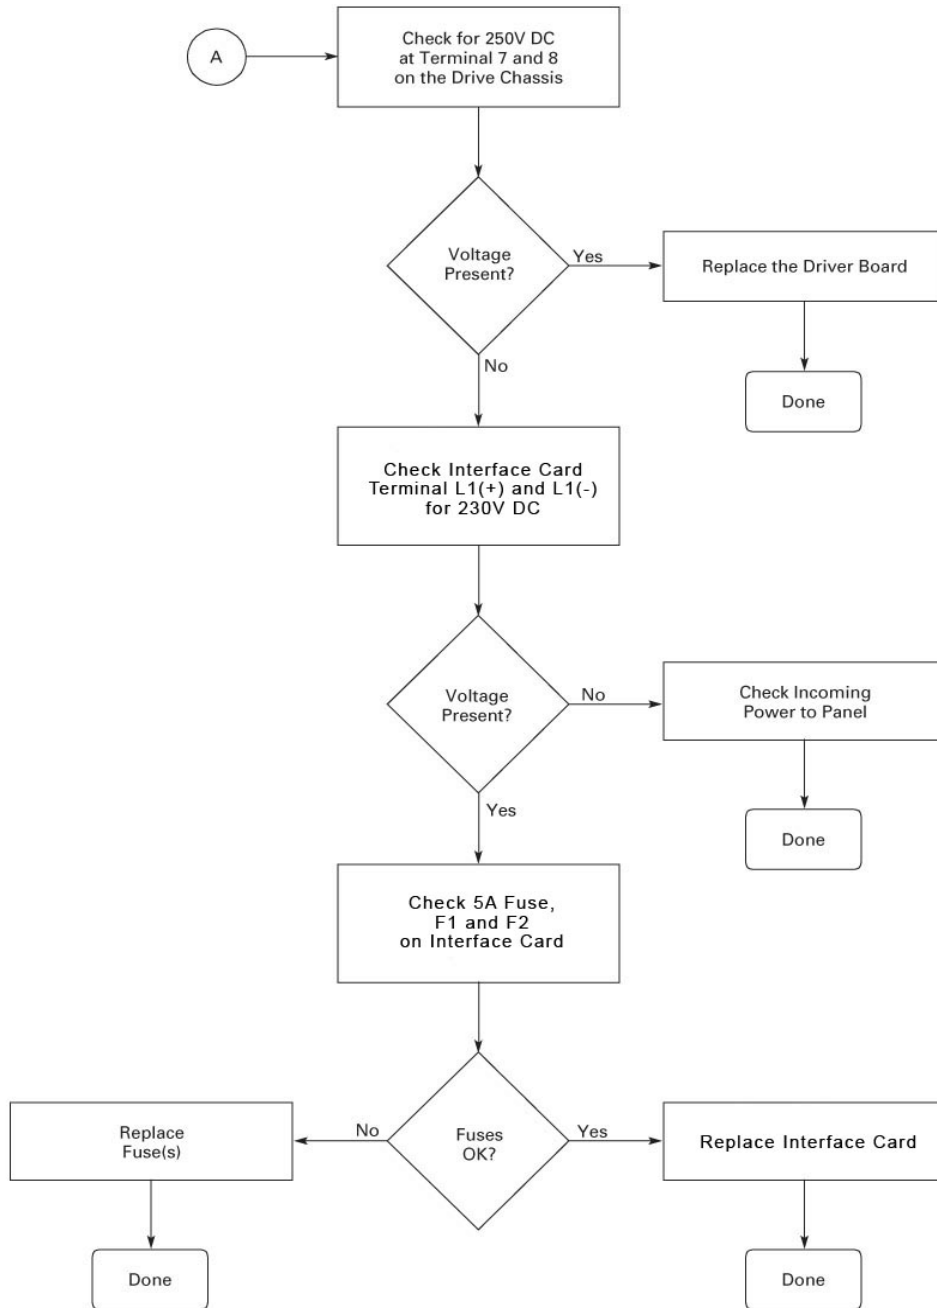 A
Check for 250V DC
at Terminal 7 and 8
on the Drive Chassis
Voltage
Present?
Yes
Replace the Driver Board
Done
No
Check Interface Card
Terminal L1(+) and L1(-)
for 230V DC
Voltage
Present?
No
Check Incoming
Power to Panel
Done
Yes
Check 5A Fuse,
F1 and F2
on Interface Card
Fuses
OK?
No
Replace
Fuse(s)
Done
Yes
Replace Interface Card
Done